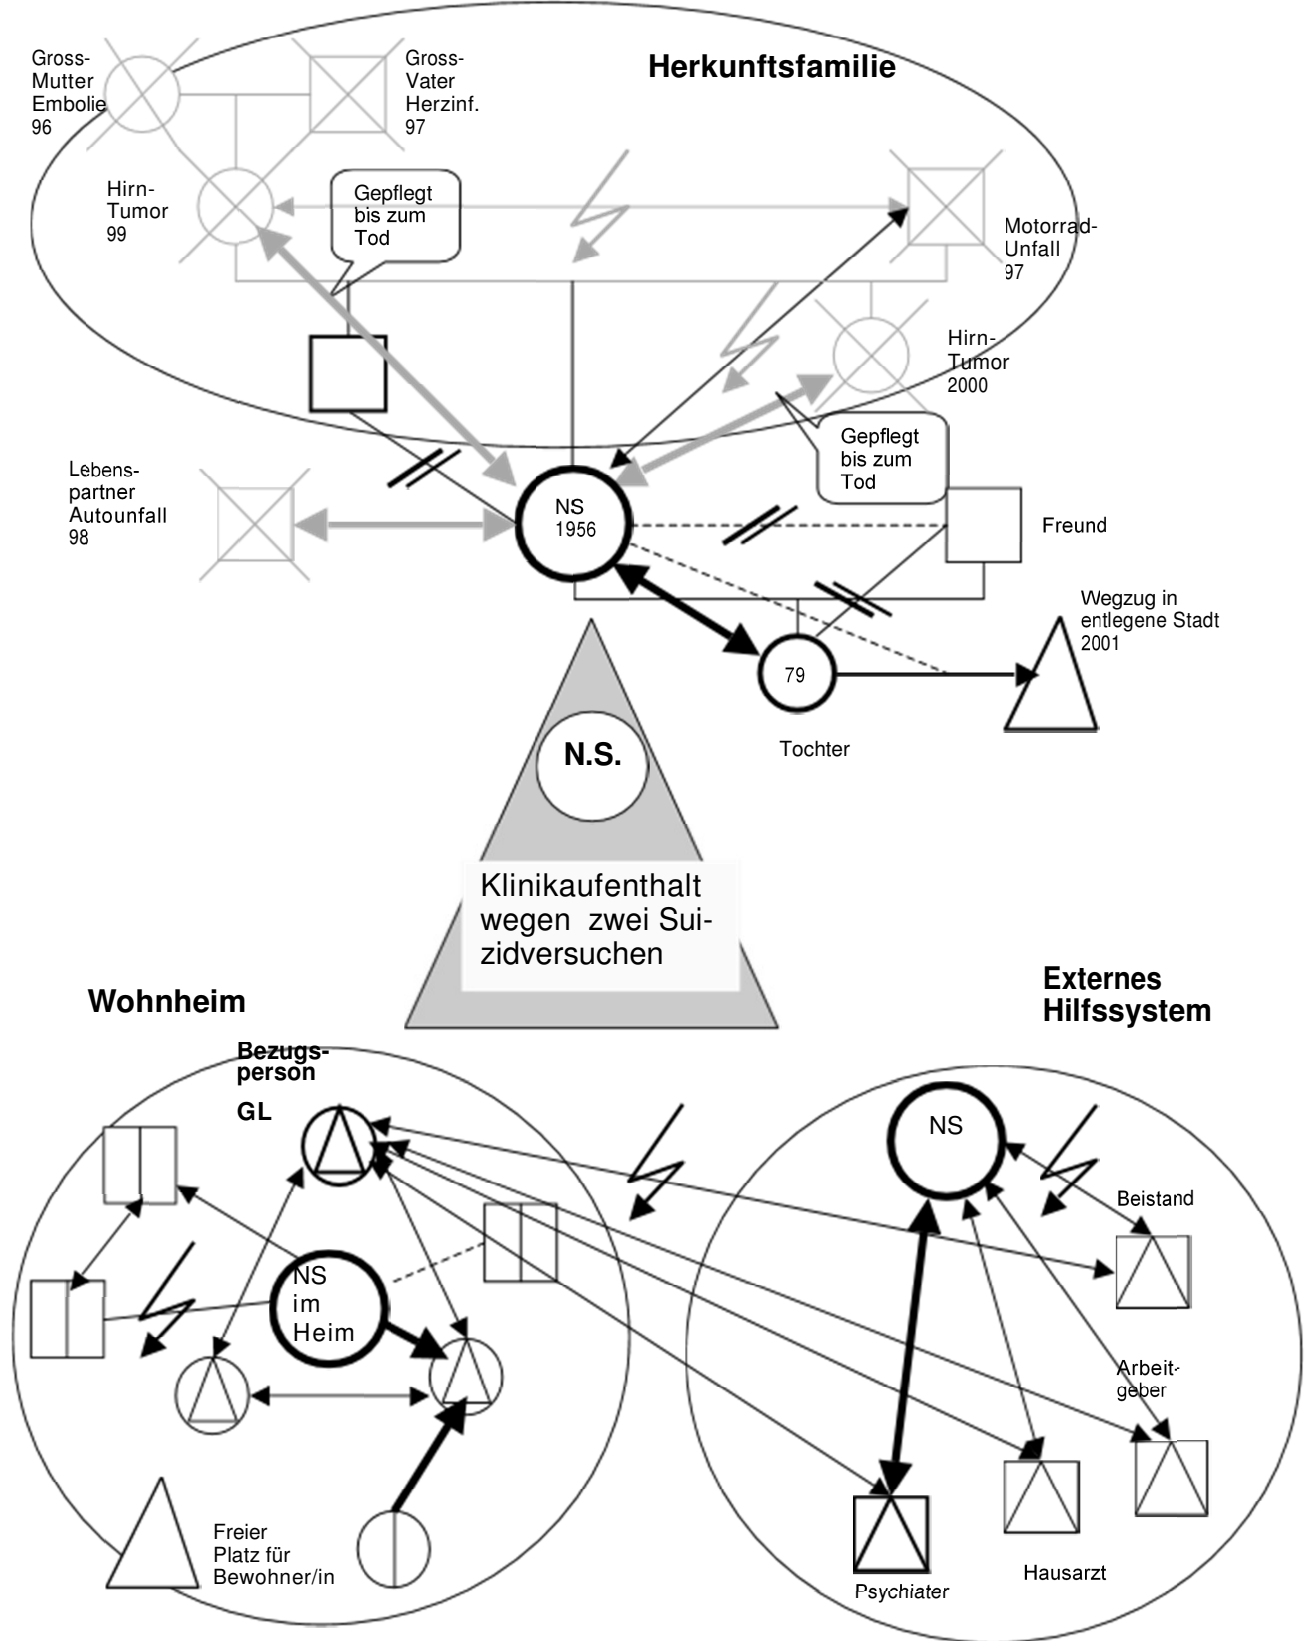 Herkunftsfamilie
Gross-
Mutter
Embolie
96
Gross-
Vater
Herzinf.
97
Hirn-
Tumor
99
Gepflegt
bis zum
Tod
Motorrad-
Unfall
97
Hirn-
Tumor
2000
Gepflegt
bis zum
Tod
Lebens-
partner
Autounfall
98
NS
1956
Freund
Wegzug in
entlegene Stadt
2001
79
Tochter
N.S.
Klinikaufenthalt
wegen zwei Sui-
zidversuchen
Wohnheim
Bezugs-
person
GL
NS
im
Heim
Freier
Platz für
Bewohner/in
Externes
Hilfssystem
NS
Beistand
Arbeit-
geber
Hausarzt
Psychiater